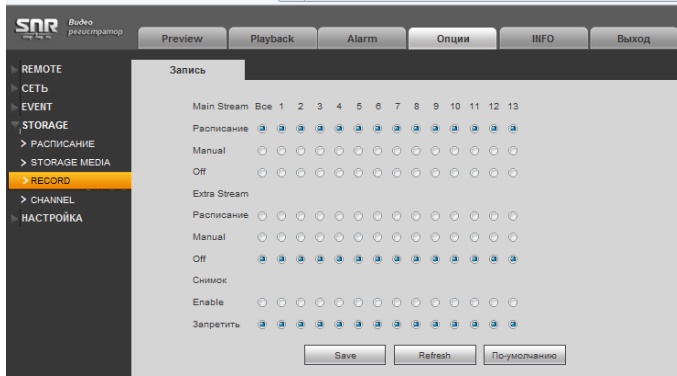 SNR Видео регистратор
Preview Playback Alarm Опции INFO Выход
REMOTE
СЕТЬ
EVENT
STORAGE
> РАСПИСАНИЕ
> STORAGE MEDIA
> RECORD
> CHANNEL
НАСТРОЙКА
Запись
Main Stream Все 1 2 3 4 5 6 7 8 9 10 11 12 13
Расписание
Manual
Off
Extra Stream
Расписание
Manual
Off
Снимок
Enable
Запретить
Save Refresh По-умолчанию